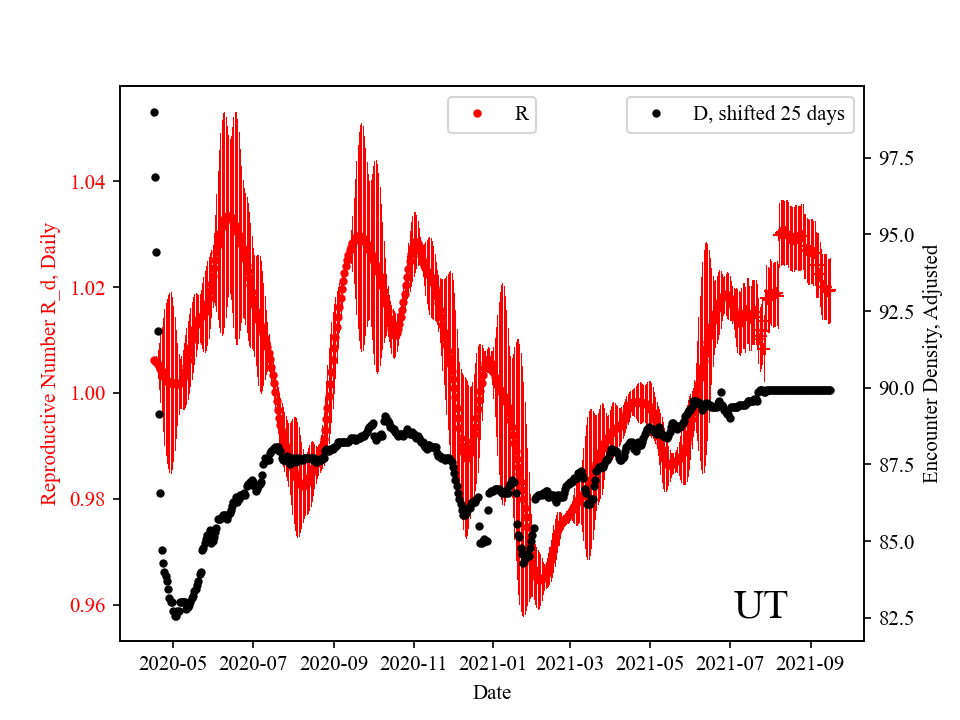 R
D, shifted 25 days
Reproductive Number R_d, Daily
1.04
1.02
1.00
0.98
0.96
97.5
95.0
92.5
90.0
87.5
85.0
82.5
Encounter Density, Adjusted
UT
2020-05 2020-07 2020-09 2020-11 2021-01 2021-03 2021-05 2021-07 2021-09
Date